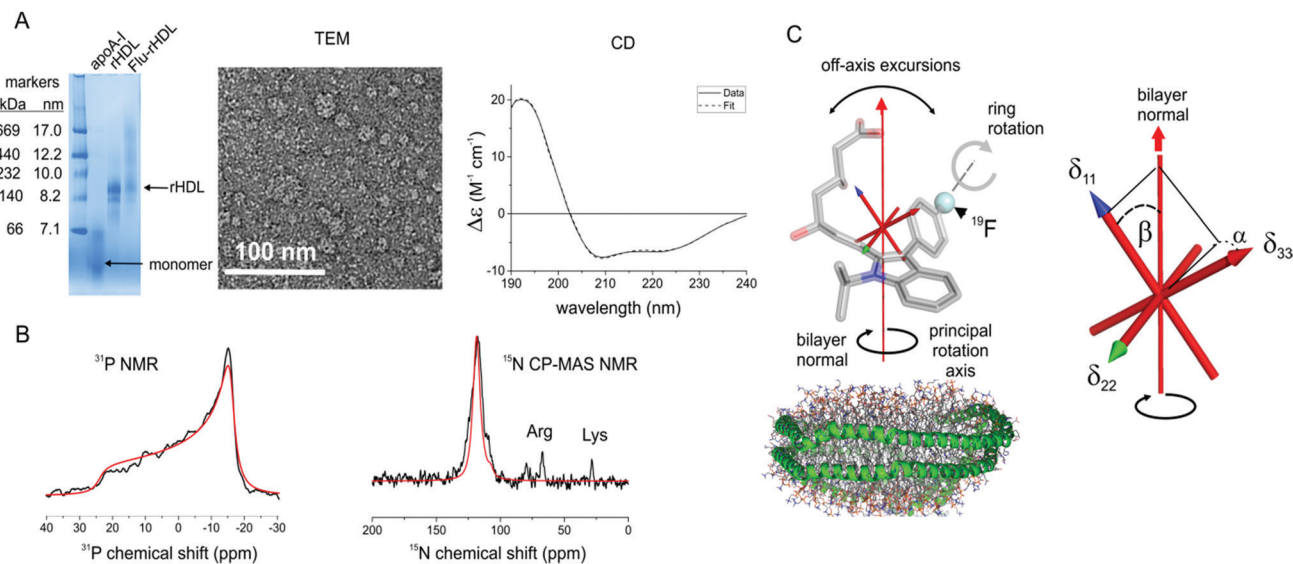 A
apoA-I
rHDL
Flu-rHDL
markers
kDa nm
669 17.0
440 12.2
232 10.0
140 8.2
66 7.1
rHDL
monomer
TEM
100 nm
CD
Data
Fit
20
10
0
-10
190 200 210 220 230 240
Δε (M⁻¹ cm⁻¹)
wavelength (nm)
B
³¹P NMR
40 30 20 10 0 -10 -20 -30
³¹P chemical shift (ppm)
¹⁵N CP-MAS NMR
Arg
Lys
200 150 100 50 0
¹⁵N chemical shift (ppm)
C
off-axis excursions
ring
rotation
¹⁹F
bilayer
normal
principal
rotation
axis
bilayer
normal
δ₁₁
β
α
δ₃₃
δ₂₂